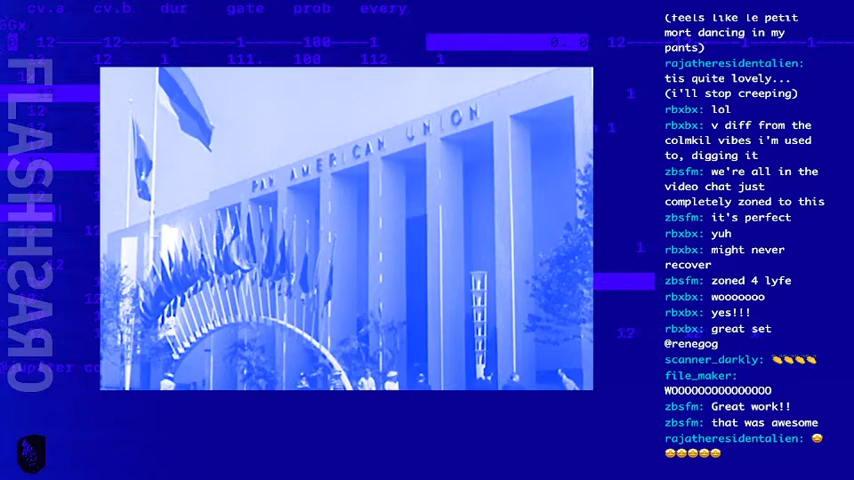 cv.a cv.b dur gate prob every
12 1 1 100 1
0. 0
12 1 1
12 1 111. 100 112 1
1
1
12
1
12
FLASHHSARD
PAN AMERICAN UNION
(feels like le petit
mort dancing in my
pants)
rajatheresidentalien:
tis quite lovely...
(i'll stop creeping)
rbxbx: lol
rbxbx: v diff from the
colmkil vibes i'm used
to, digging it
zbsfm: we're all in the
video chat just
completely zoned to this
zbsfm: it's perfect
rbxbx: yuh
rbxbx: might never
recover
zbsfm: zoned 4 lyfe
rbxbx: wooooooo
rbxbx: yes!!!
rbxbx: great set
@renegog
scanner_darkly: 👏👏👏👏
file_maker:
WOOOOOOOOOOOOOOO
zbsfm: Great work!!
zbsfm: that was awesome
rajatheresidentalien: 🤩
🤩🤩🤩🤩🤩